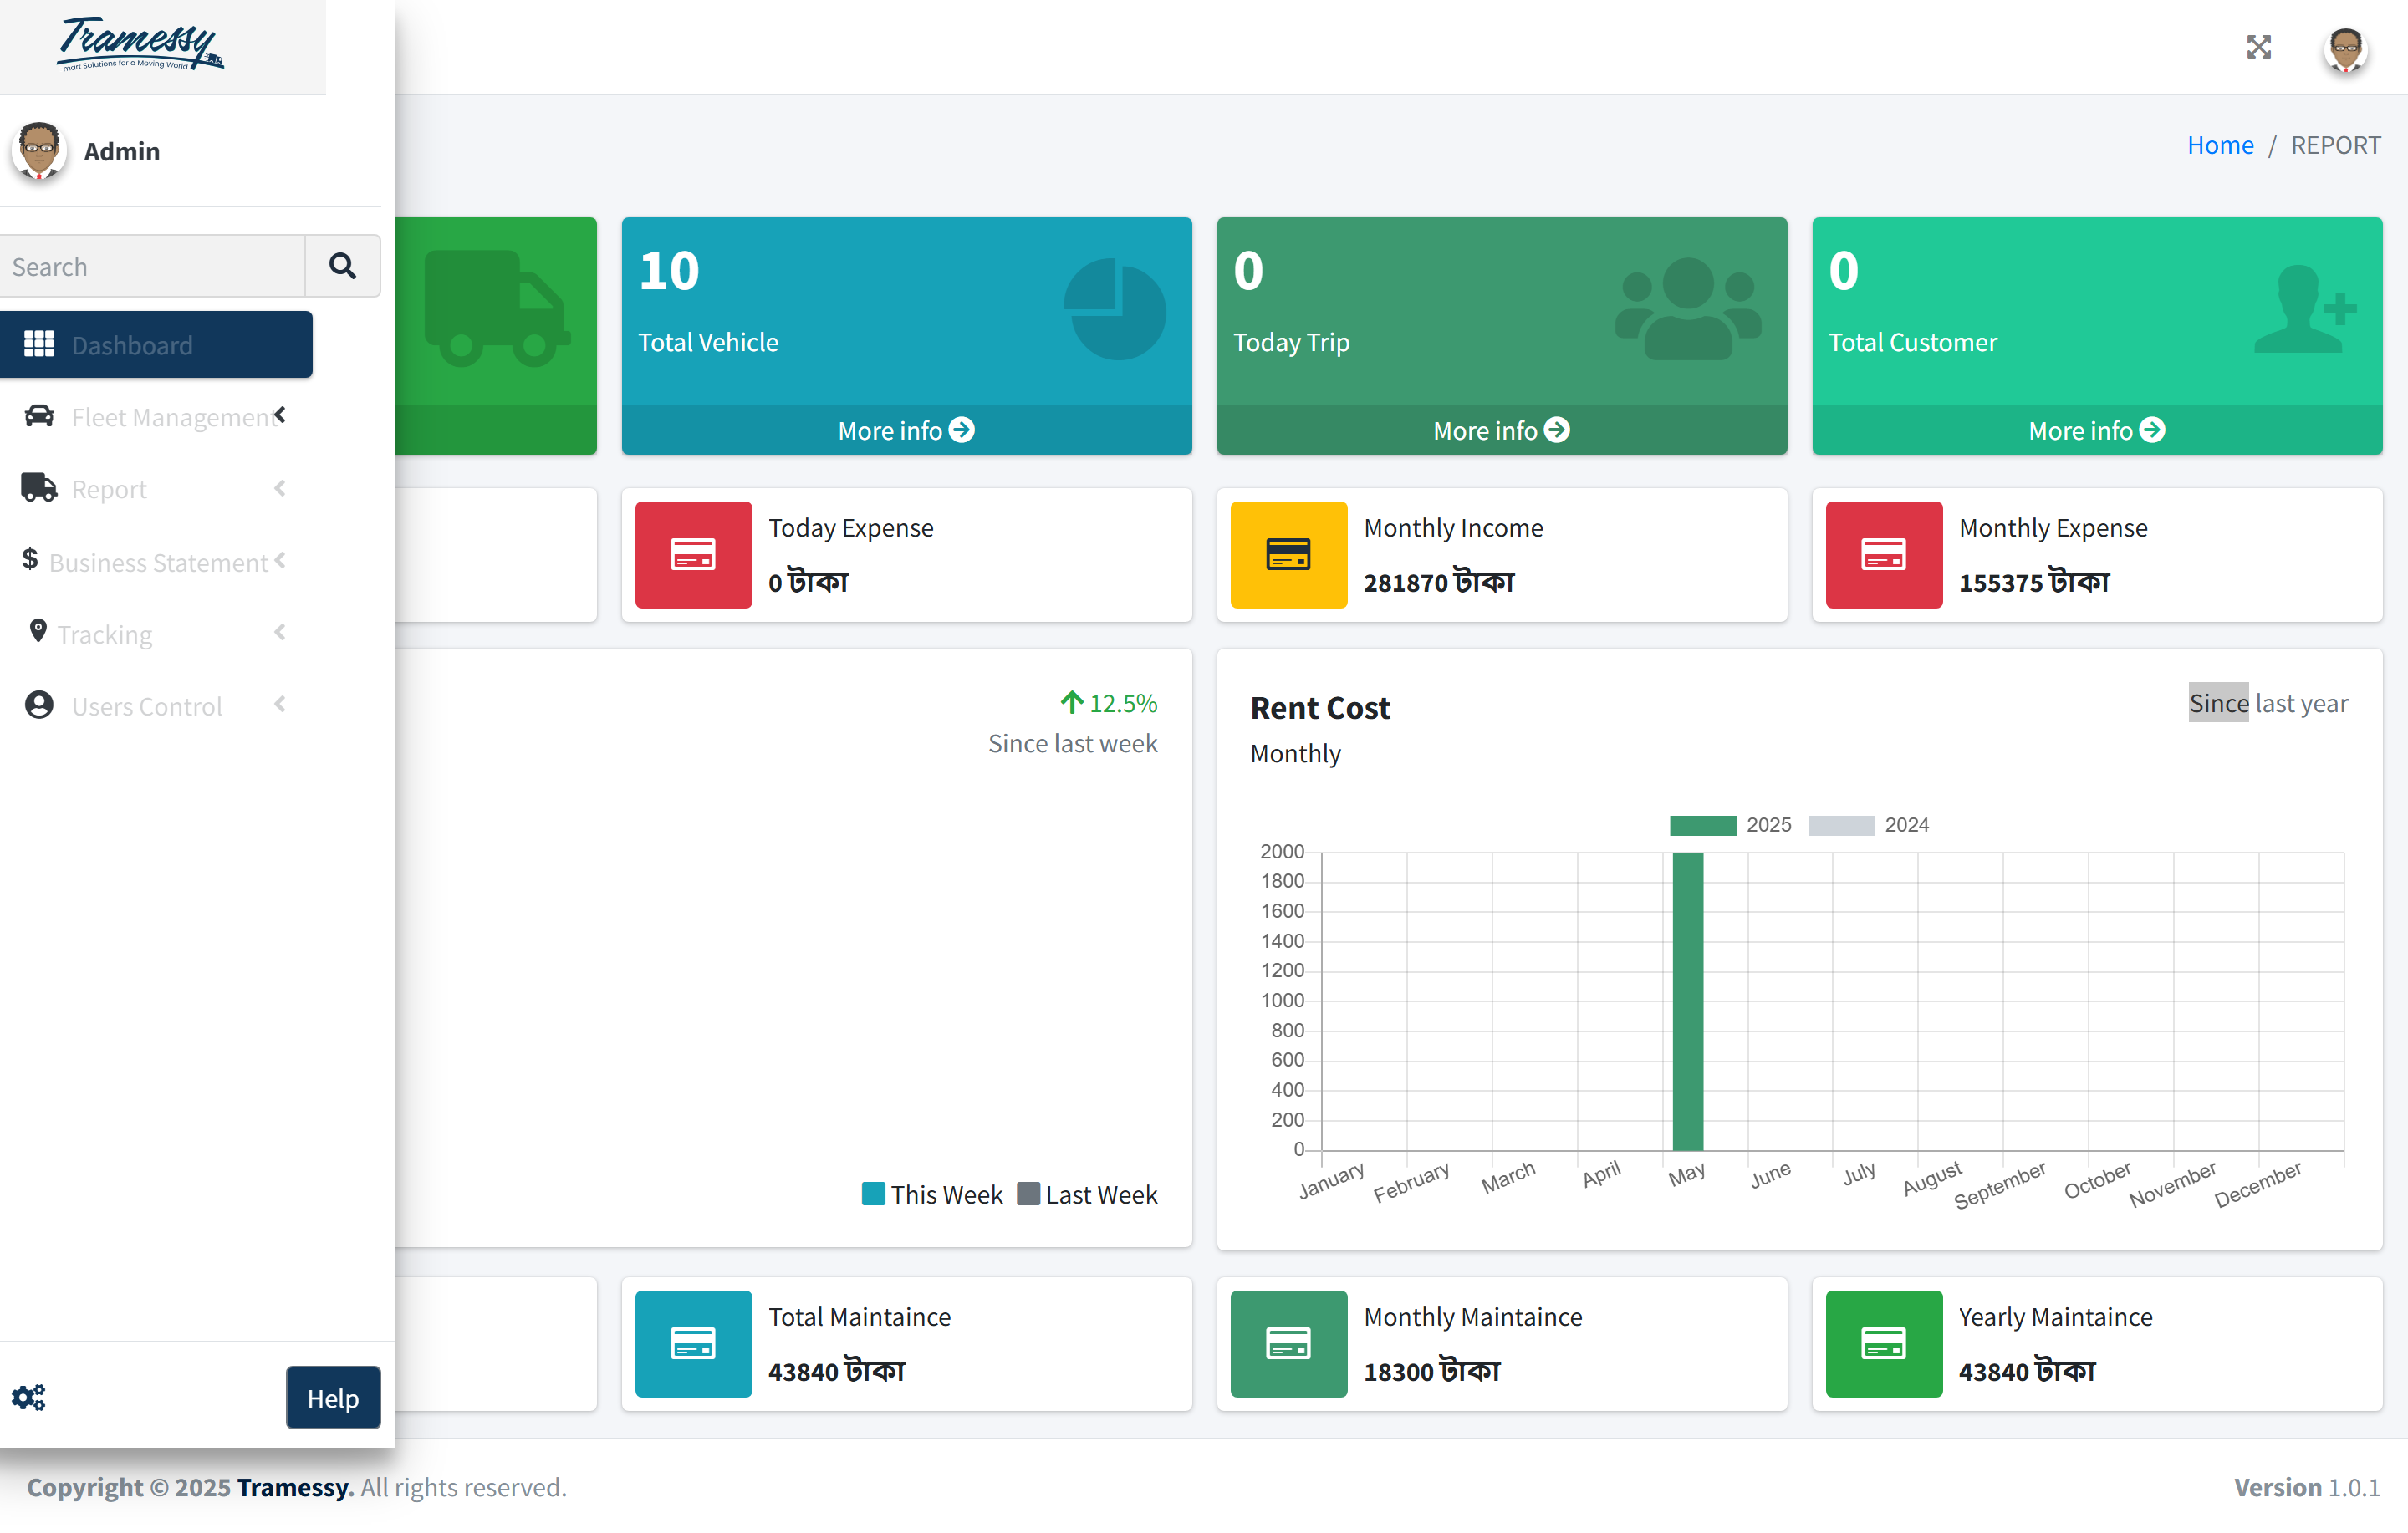 Tramessy
mart Solutions for a Moving World
Admin
Search
Dashboard
Fleet Management
Report
Business Statement
Tracking
Users Control
Help
Home / REPORT
10
Total Vehicle
More info
0
Today Trip
More info
0
Total Customer
More info
Today Expense
0 টাকা
Monthly Income
281870 টাকা
Monthly Expense
155375 টাকা
12.5%
Since last week
This Week
Last Week
Rent Cost
Since last year
Monthly
2025
2024
2000
1800
1600
1400
1200
1000
800
600
400
200
0
January
February
March
April
May
June
July
August
September
October
November
December
Total Maintaince
43840 টাকা
Monthly Maintaince
18300 টাকা
Yearly Maintaince
43840 টাকা
Copyright © 2025 Tramessy. All rights reserved.
Version 1.0.1